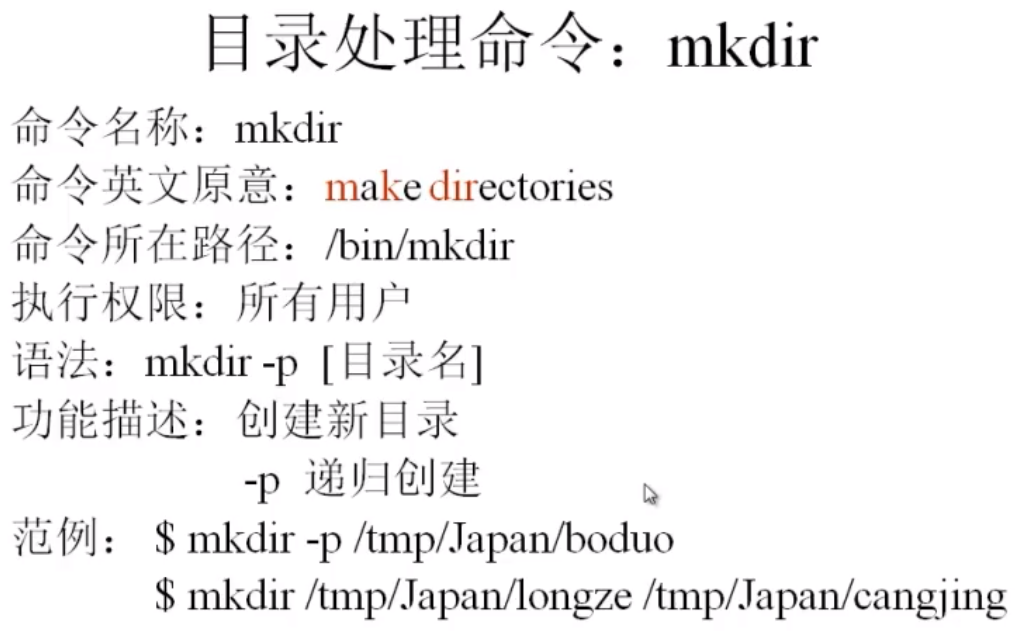 目录处理命令：mkdir
命令名称：mkdir
命令英文原意：make directories
命令所在路径：/bin/mkdir
执行权限：所有用户
语法：mkdir -p [目录名]
功能描述：创建新目录
-p 递归创建
范例： $ mkdir -p /tmp/Japan/boduo
$ mkdir /tmp/Japan/longze /tmp/Japan/cangjing